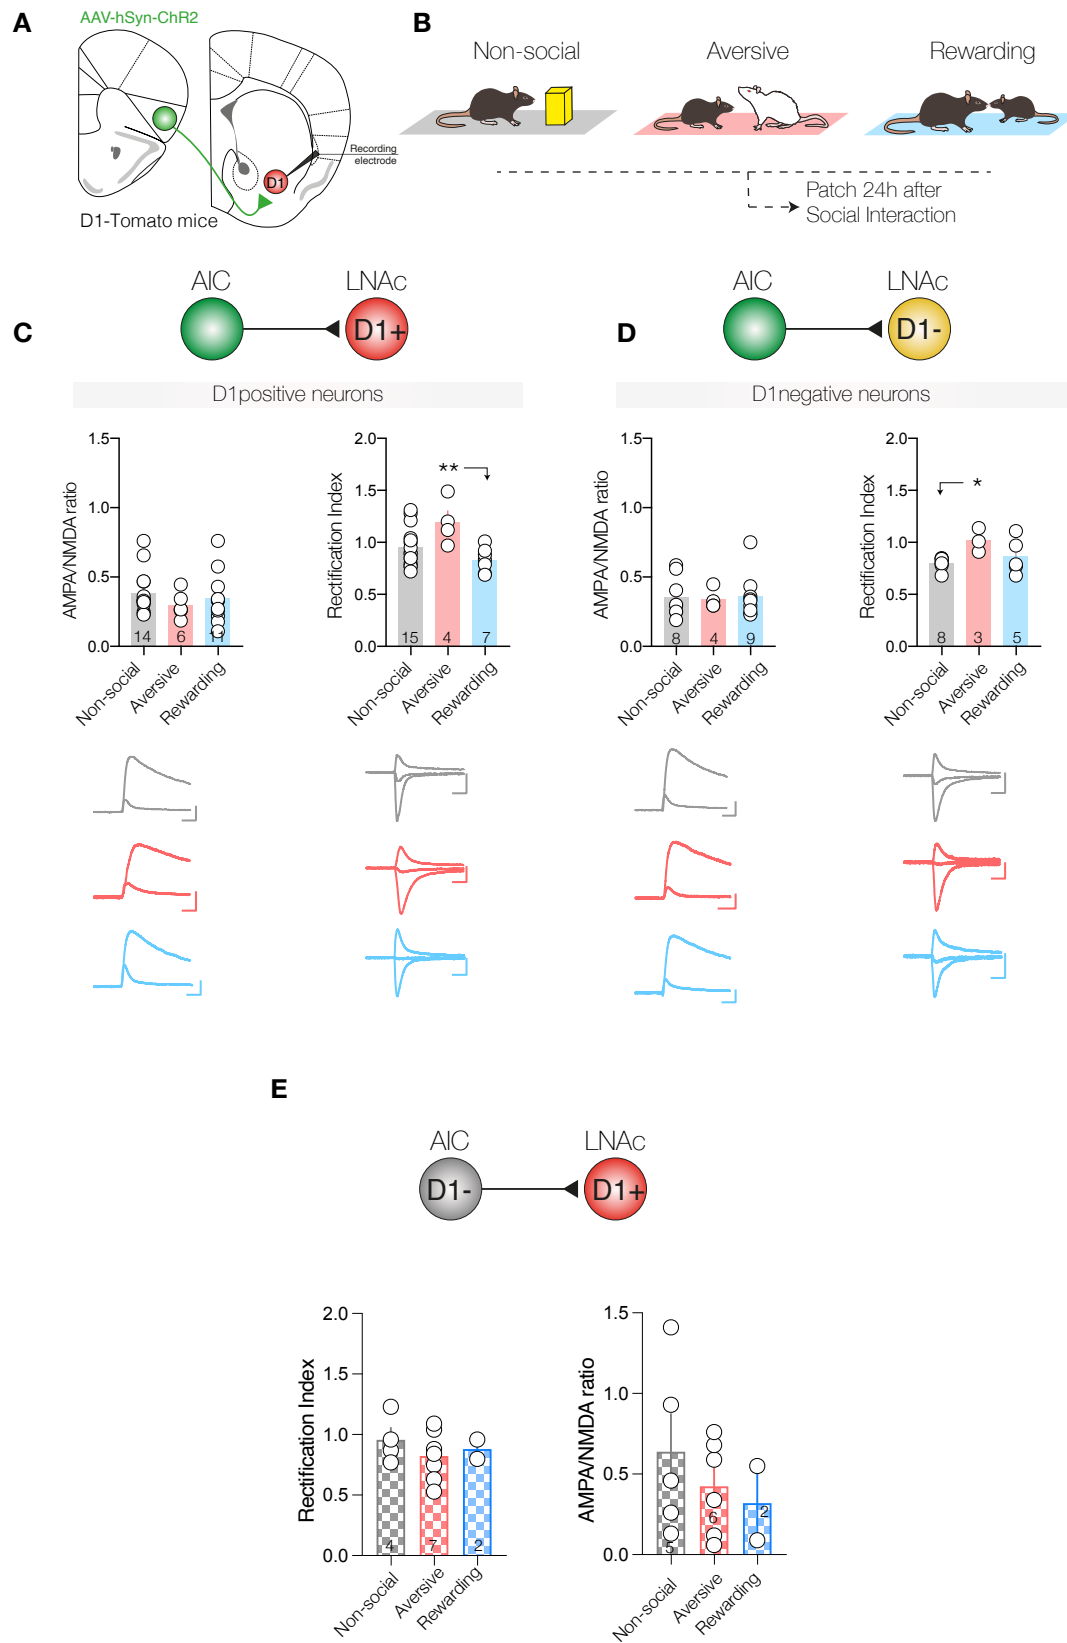 A
AAV-hSyn-ChR2
Recording
electrode
D1
D1-Tomato mice
B
Non-social
Aversive
Rewarding
Patch 24h after
Social Interaction
C
AIC
LNAc
D1+
D1positive neurons
AMPA/NMDA ratio
1.5
1.0
0.5
0.0
14
6
11
Non-social
Aversive
Rewarding
Rectification Index
2.0
1.5
1.0
0.5
0.0
**
15
4
7
Non-social
Aversive
Rewarding
D
AIC
LNAc
D1-
D1negative neurons
AMPA/NMDA ratio
1.5
1.0
0.5
0.0
8
4
9
Non-social
Aversive
Rewarding
Rectification Index
2.0
1.5
1.0
0.5
0.0
*
8
3
5
Non-social
Aversive
Rewarding
E
AIC
LNAc
D1-
D1+
Rectification Index
2.0
1.5
1.0
0.5
0.0
4
7
2
Non-social
Aversive
Rewarding
AMPA/NMDA ratio
1.5
1.0
0.5
0.0
5
6
2
Non-social
Aversive
Rewarding